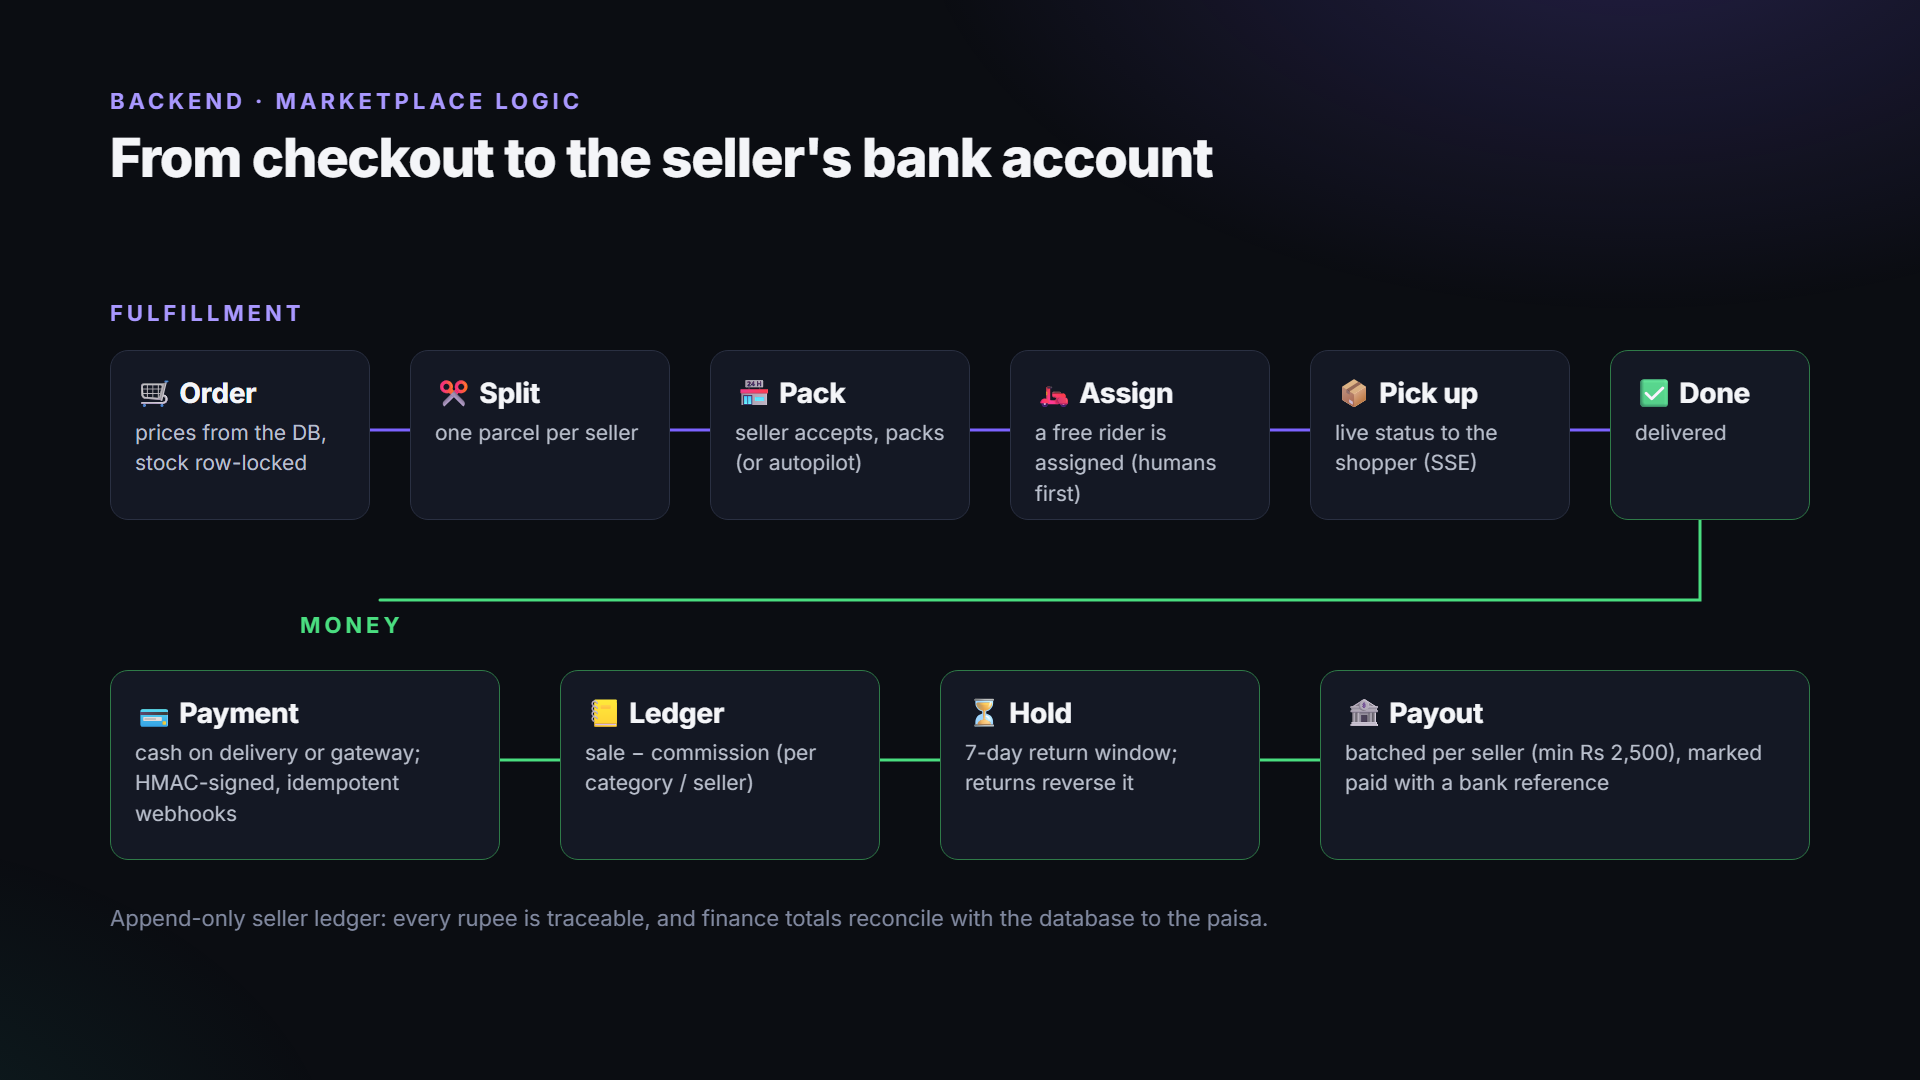 BACKEND · MARKETPLACE LOGIC
From checkout to the seller's bank account
FULFILLMENT
Order
prices from the DB,
stock row-locked
Split
one parcel per seller
24 H
Pack
seller accepts, packs
(or autopilot)
Assign
a free rider is
assigned (humans
first)
Pick up
live status to the
shopper (SSE)
Done
delivered
MONEY
Payment
cash on delivery or gateway;
HMAC-signed, idempotent
webhooks
Ledger
sale − commission (per
category / seller)
Hold
7-day return window;
returns reverse it
Payout
batched per seller (min Rs 2,500), marked
paid with a bank reference
Append-only seller ledger: every rupee is traceable, and finance totals reconcile with the database to the paisa.